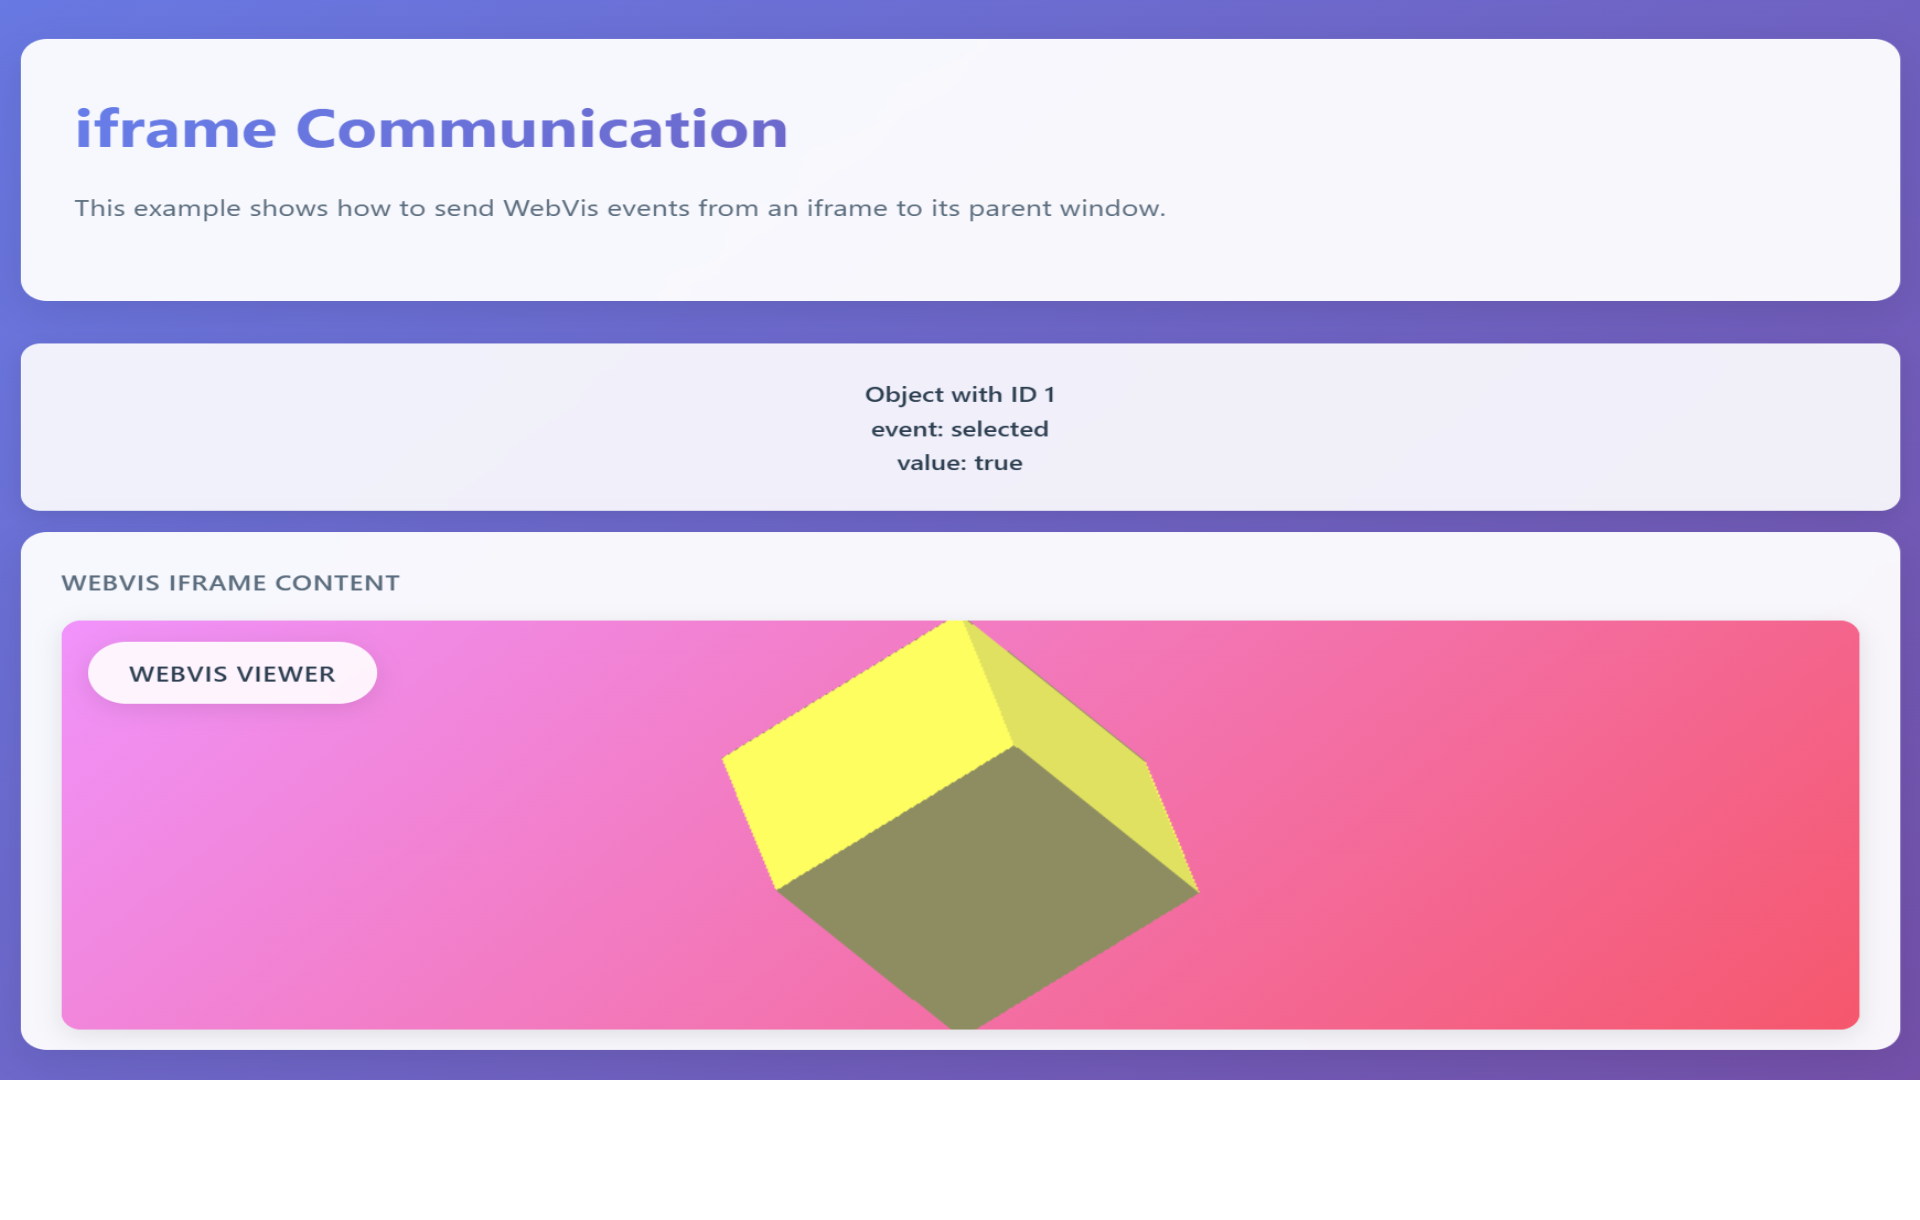 iframe Communication
This example shows how to send WebVis events from an iframe to its parent window.
Object with ID 1
event: selected
value: true
WEBVIS IFRAME CONTENT
WEBVIS VIEWER